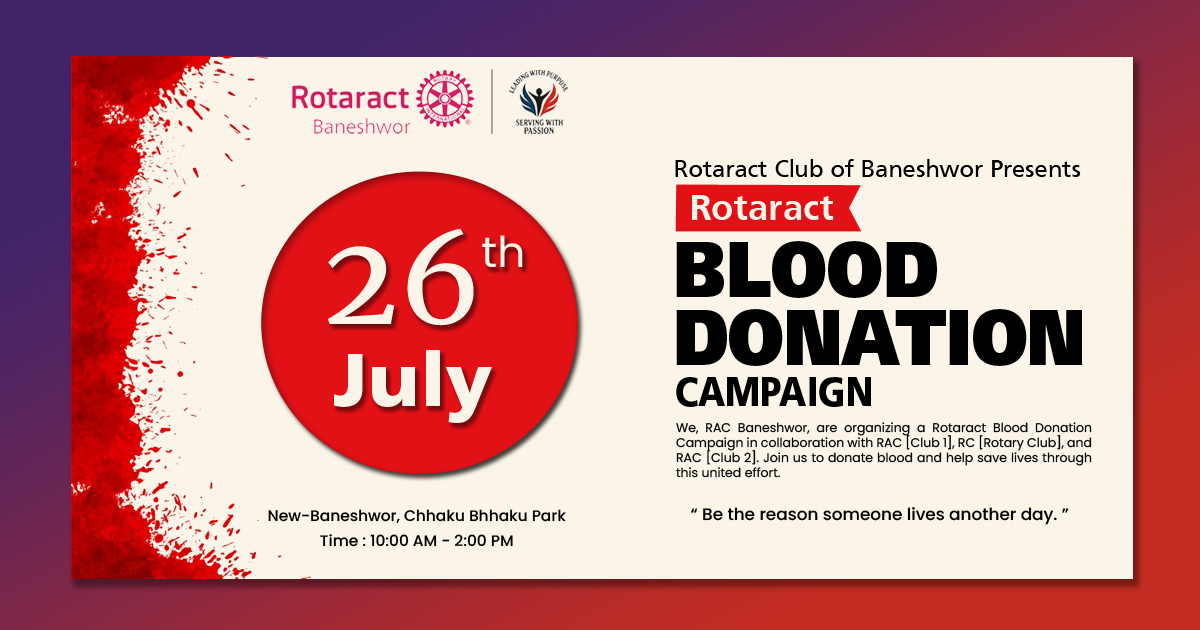 Rotaract
Baneshwor
ROTARY
INTERNATIONAL
LEADING WITH PURPOSE,
SERVING WITH
PASSION
26th
July
New-Baneshwor, Chhaku Bhhaku Park
Time : 10:00 AM - 2:00 PM
Rotaract Club of Baneshwor Presents
Rotaract
BLOOD
DONATION
CAMPAIGN
We, RAC Baneshwor, are organizing a Rotaract Blood Donation
Campaign in collaboration with RAC [Club 1], RC [Rotary Club], and
RAC [Club 2]. Join us to donate blood and help save lives through
this united effort.
“ Be the reason someone lives another day. ”